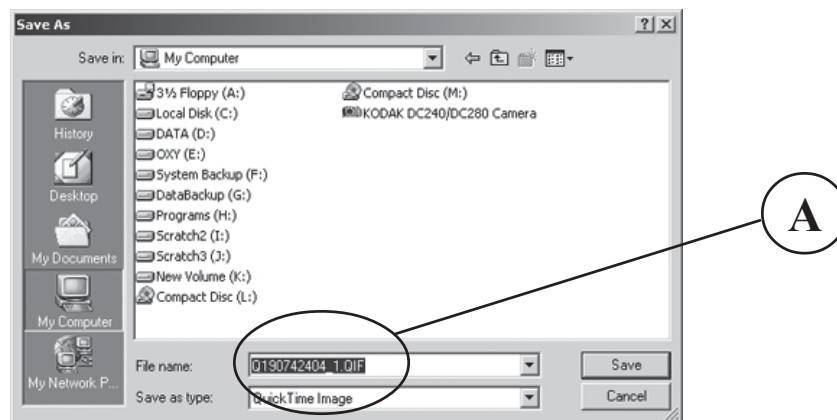 Save As
Save in: My Computer
3½ Floppy (A:)
Local Disk (C:)
DATA (D:)
OXY (E:)
System Backup (F:)
DataBackup (G:)
Programs (H:)
Scratch2 (I:)
Scratch3 (J:)
New Volume (K:)
Compact Disc (L:)
Compact Disc (M:)
KODAK DC240/DC280 Camera
History
Desktop
My Documents
My Computer
My Network P...
File name: Q190742404_1.QIF
Save
Save as type: QuickTime Image
Cancel
A